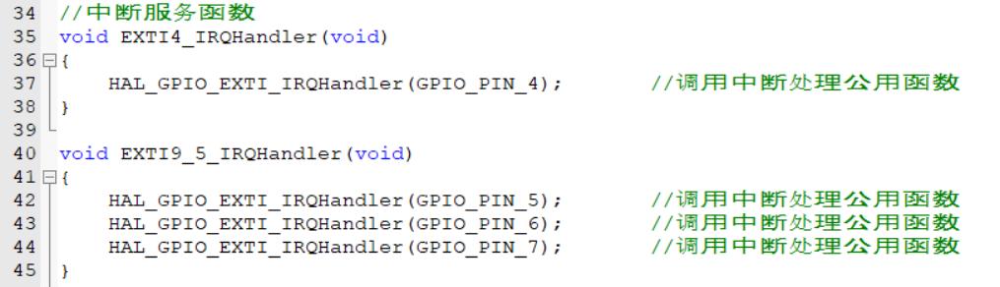 34 //中断服务函数
35 void EXTI4_IRQHandler(void)
36 {
37 HAL_GPIO_EXTI_IRQHandler(GPIO_PIN_4); //调用中断处理公用函数
38 }
39
40 void EXTI9_5_IRQHandler(void)
41 {
42 HAL_GPIO_EXTI_IRQHandler(GPIO_PIN_5); //调用中断处理公用函数
43 HAL_GPIO_EXTI_IRQHandler(GPIO_PIN_6); //调用中断处理公用函数
44 HAL_GPIO_EXTI_IRQHandler(GPIO_PIN_7); //调用中断处理公用函数
45 }